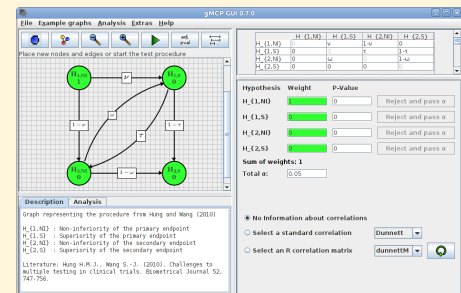 gMCP GUI 0.7.0
File Example graphs Analysis Extras Help
adj. pval
Place new nodes and edges or start the test procedure
H_{1,NI} H_{1,S} H_{2,NI} H_{2,S}
H_{1,NI} 0 ν 1-ν 0
H_{1,S} 0 0 τ 1-τ
H_{2,NI} 0 ω 0 1-ω
H_{2,S} 0 0 0 0
H1,NI
1
ν
H1,S
0
1−ν
ω
τ
1−τ
H2,NI
0
1−ω
H2,S
0
Hypothesis Weight P-Value
H_{1,NI} 1 0 Reject and pass α
H_{1,S} 0 0 Reject and pass α
H_{2,NI} 0 0 Reject and pass α
H_{2,S} 0 0 Reject and pass α
Sum of weights: 1
Total α: 0.05
No Information about correlations
Select a standard correlation Dunnett
Select an R correlation matrix dunnettM
Description Analysis
Graph representing the procedure from Hung and Wang (2010)
H_{1,NI} : Non-inferiority of the primary endpoint
H_{1,S} : Superiority of the primary endpoint
H_{2,NI} : Non-inferiority of the secondary endpoint
H_{2,S} : Superiority of the secondary endpoint
Literature: Hung H.M.J., Wang S.-J. (2010). Challenges to
multiple testing in clinical trials. Biometrical Journal 52,
747-756.